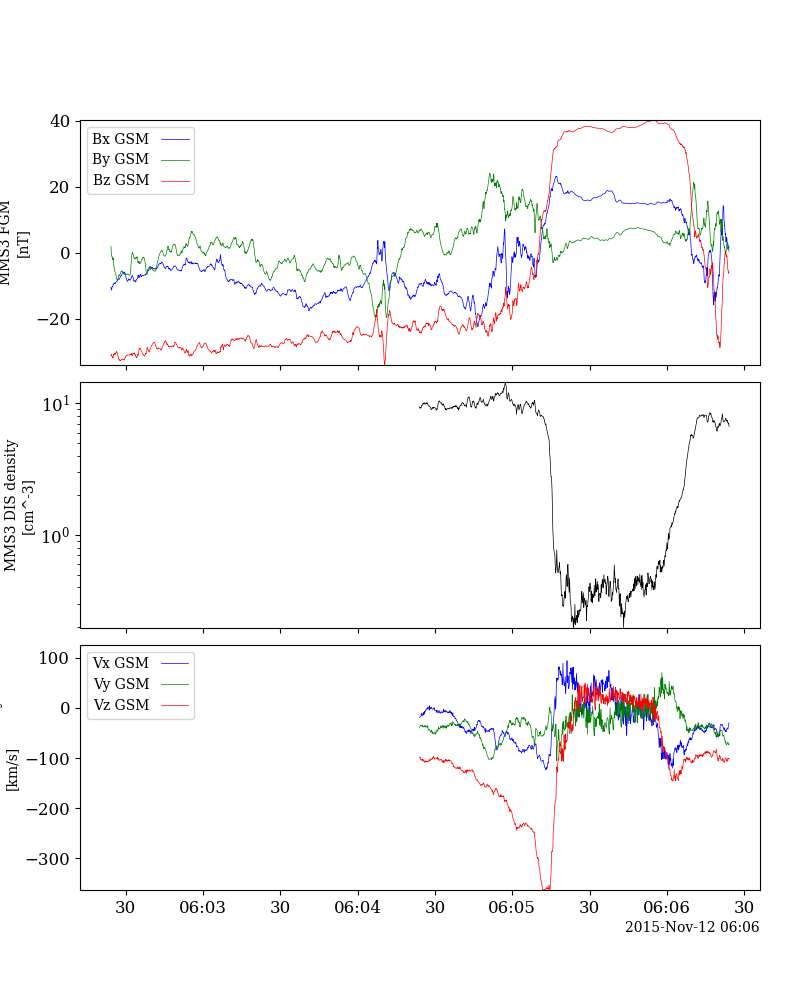 40
20
0
−20
MMS3 FGM
[nT]
Bx GSM
By GSM
Bz GSM
10^1
10^0
MMS3 DIS density
[cm^-3]
100
0
−100
−200
−300
[km/s]
Vx GSM
Vy GSM
Vz GSM
30 06:03 30 06:04 30 06:05 30 06:06 30
2015-Nov-12 06:06